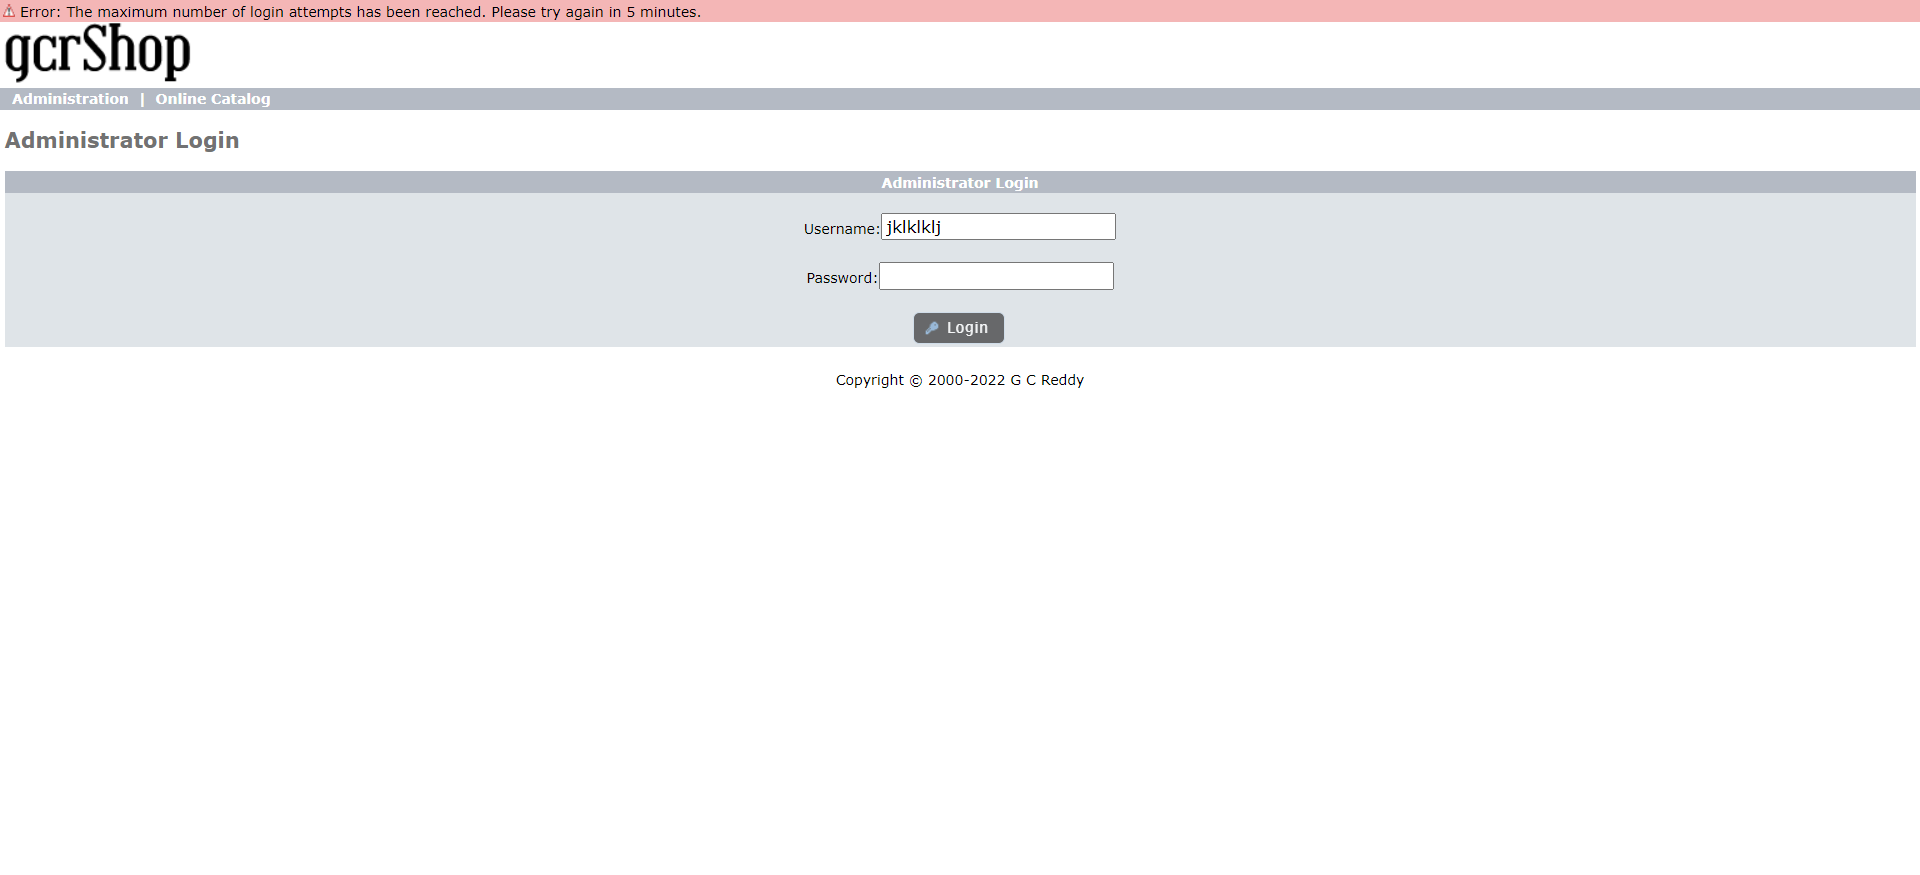 Error: The maximum number of login attempts has been reached. Please try again in 5 minutes.
gcrShop
Administration | Online Catalog
Administrator Login
Administrator Login
Username: jklklklj
Password:
Login
Copyright © 2000-2022 G C Reddy